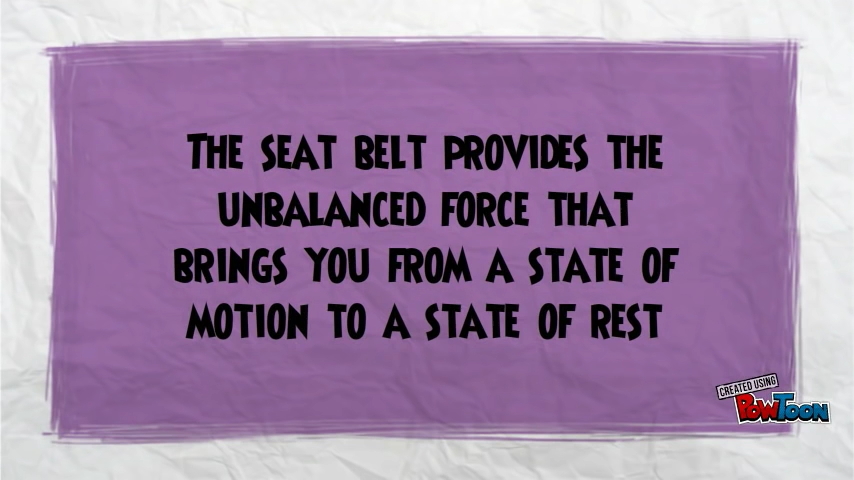 THE SEAT BELT PROVIDES THE
UNBALANCED FORCE THAT
BRINGS YOU FROM A STATE OF
MOTION TO A STATE OF REST
CREATED USING
POWTOON